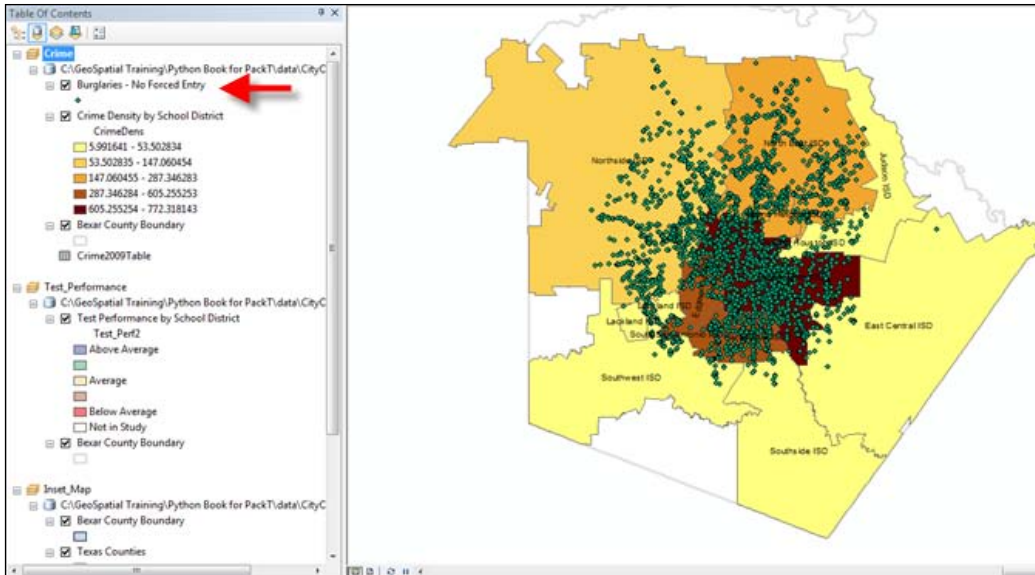 Table Of Contents
Crime
C:\GeoSpatial Training\Python Book for PackT\data\CityC
Burglaries - No Forced Entry
Crime Density by School District
CrimeDens
5.991641 - 53.502834
53.502835 - 147.060454
147.060455 - 287.346283
287.346284 - 605.255253
605.255254 - 772.318143
Bexar County Boundary
Crime2009Table
Test_Performance
C:\GeoSpatial Training\Python Book for PackT\data\CityC
Test Performance by School District
Test_Perf2
Above Average
Average
Below Average
Not in Study
Bexar County Boundary
Inset_Map
C:\GeoSpatial Training\Python Book for PackT\data\CityC
Bexar County Boundary
Texas Counties
Northside ISD
North East ISD
Judson ISD
Houston ISD
Lackland ISD
East Central ISD
Southwest ISD
Southside ISD